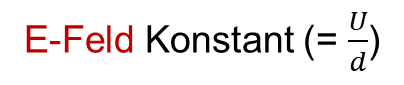 E-Feld Konstant (= U/d)